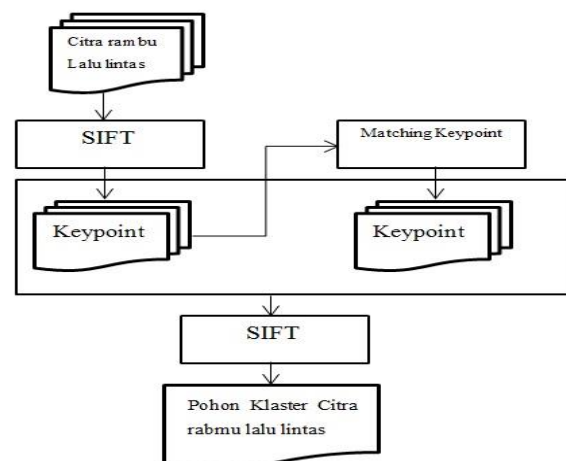 Citra rambu
Lalu lintas
SIFT
Matching Keypoint
Keypoint
Keypoint
SIFT
Pohon Klaster Citra
rabmu lalu lintas